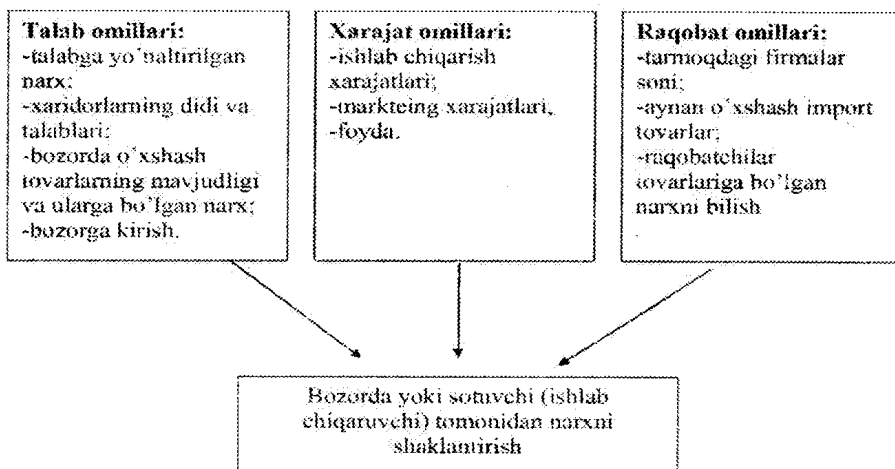 Talab omillari:
-talabga yo'naltirilgan
narx;
-xaridorlarning didi va
talablari;
-bozorda o'xshash
tovarlarning mavjudligi
va ularga bo'lgan narx;
-bozorga kirish.
Xarajat omillari:
-ishlab chiqarish
xarajatlari;
-markteing xarajatlari,
-foyda.
Raqobat omillari:
-tarmoqdagi firmalar
soni;
-aynan o'xshash import
tovarlar;
-raqobatchilar
tovarlariga bo'lgan
narxni bilish
Bozorda yoki sotuvchi (ishlab
chiqaruvchi) tomonidan narxni
shaklantirish